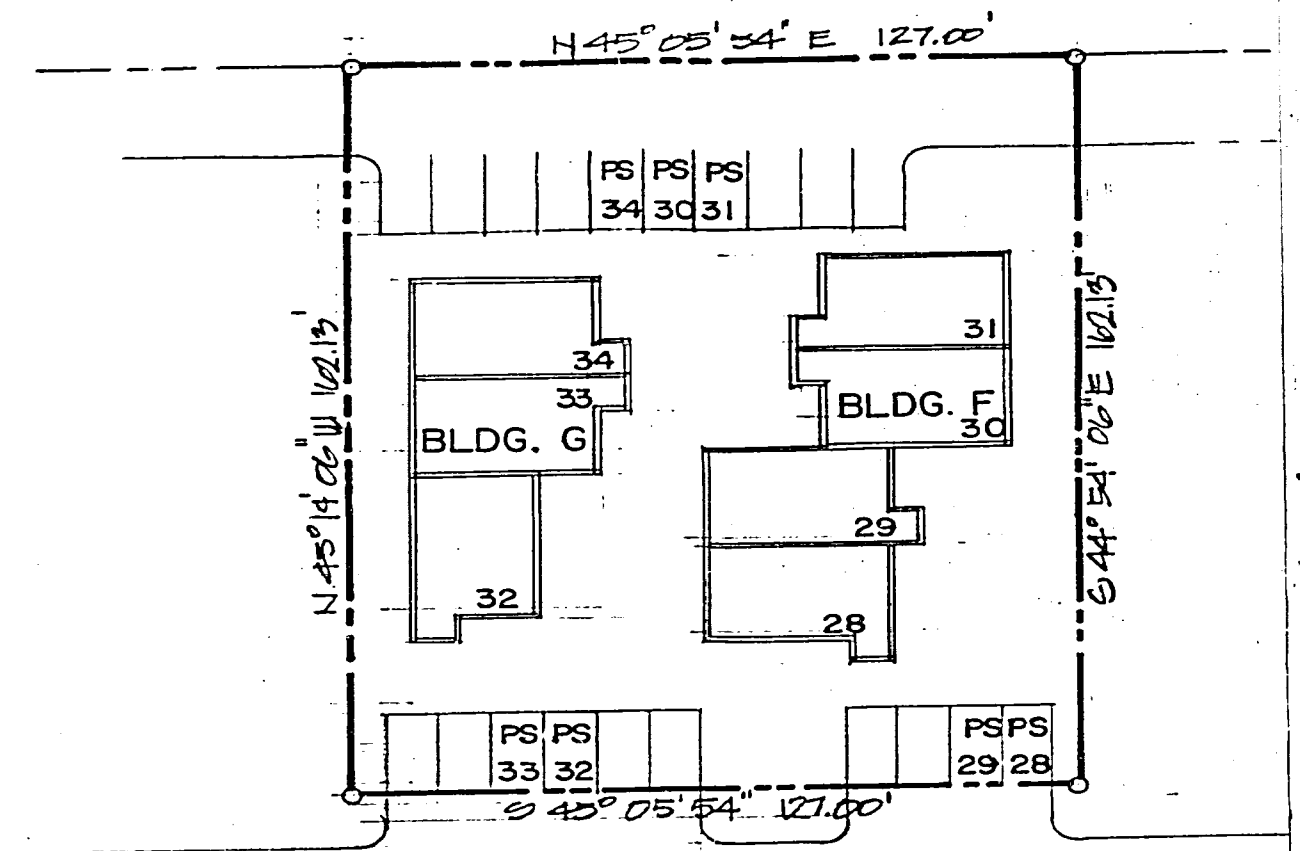 N 45° 05' 54" E 127.00'
PS PS PS
34 30 31
31
34
33
BLDG. F
30
BLDG. G
N 45° 14' 06" W 162.13'
S 44° 54' 06" E 162.13'
29
32
28
PS PS
33 32
PS PS
29 28
S 45° 05' 54" 127.00'